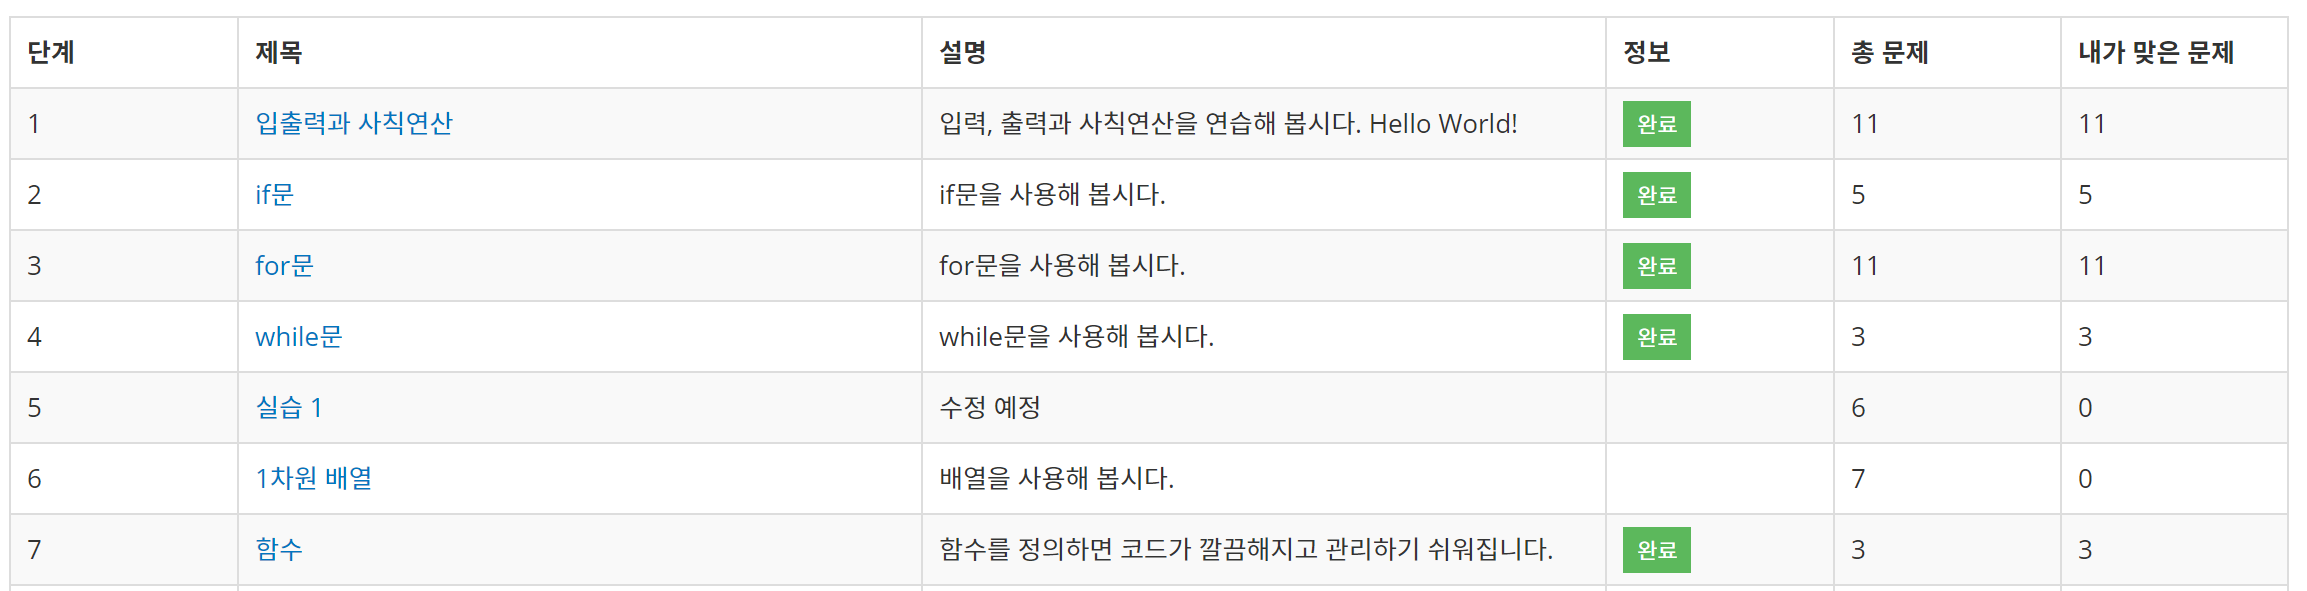 단계 제목 설명 정보 총 문제 내가 맞은 문제
1 입출력과 사칙연산 입력, 출력과 사칙연산을 연습해 봅시다. Hello World! 완료 11 11
2 if문 if문을 사용해 봅시다. 완료 5 5
3 for문 for문을 사용해 봅시다. 완료 11 11
4 while문 while문을 사용해 봅시다. 완료 3 3
5 실습 1 수정 예정 6 0
6 1차원 배열 배열을 사용해 봅시다. 7 0
7 함수 함수를 정의하면 코드가 깔끔해지고 관리하기 쉬워집니다. 완료 3 3